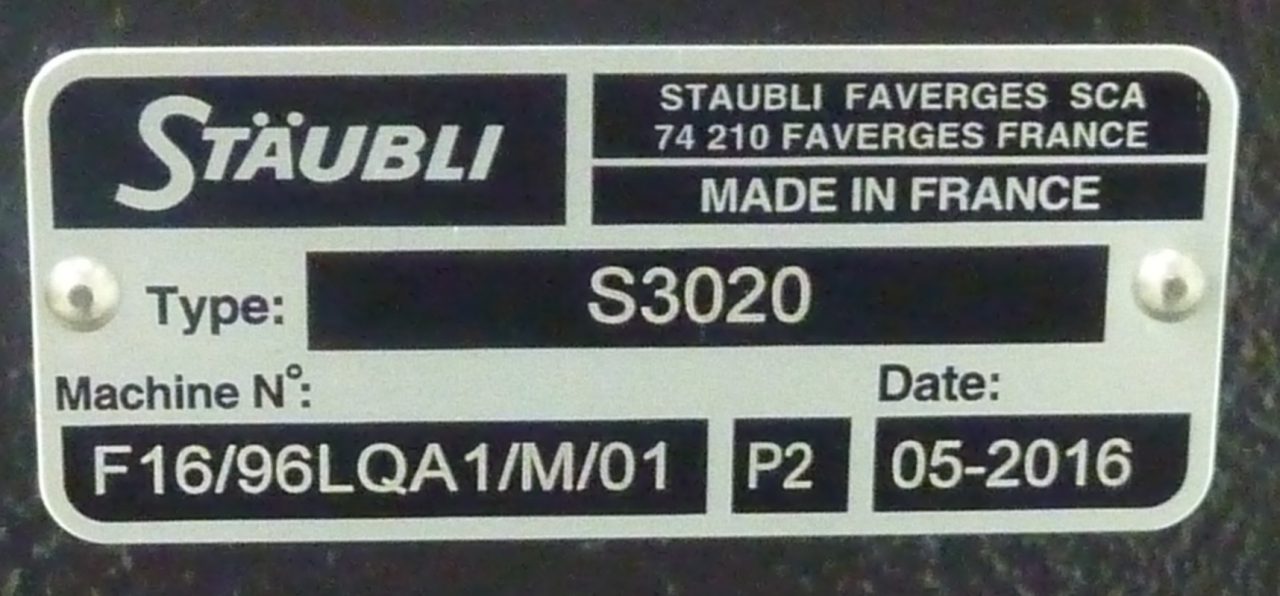 STÄUBLI
STAUBLI FAVERGES SCA
74 210 FAVERGES FRANCE
MADE IN FRANCE
Type: S3020
Machine N°:
F16/96LQA1/M/01 P2
Date:
05-2016